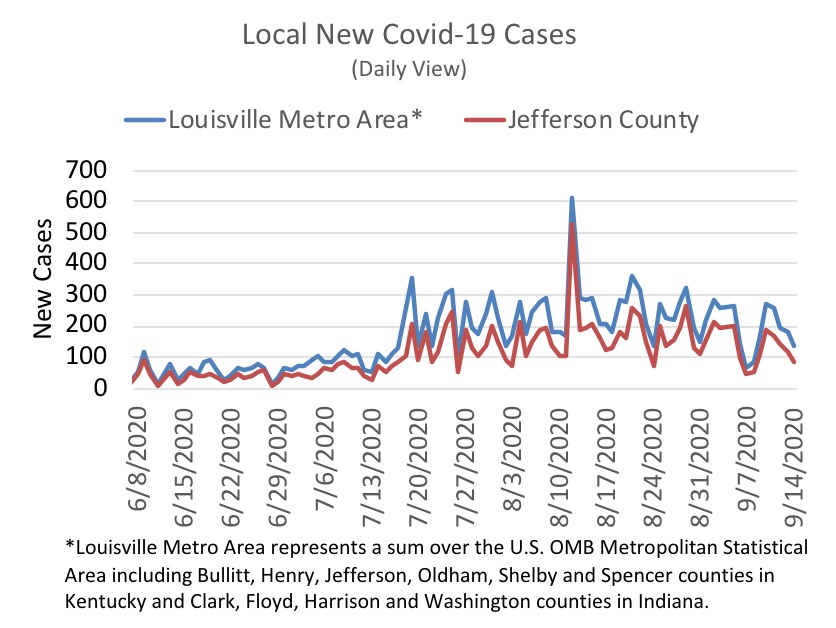 Local New Covid-19 Cases
(Daily View)
Louisville Metro Area*
Jefferson County
New Cases
700
600
500
400
300
200
100
0
6/8/2020
6/15/2020
6/22/2020
6/29/2020
7/6/2020
7/13/2020
7/20/2020
7/27/2020
8/3/2020
8/10/2020
8/17/2020
8/24/2020
8/31/2020
9/7/2020
9/14/2020
*Louisville Metro Area represents a sum over the U.S. OMB Metropolitan Statistical
Area including Bullitt, Henry, Jefferson, Oldham, Shelby and Spencer counties in
Kentucky and Clark, Floyd, Harrison and Washington counties in Indiana.